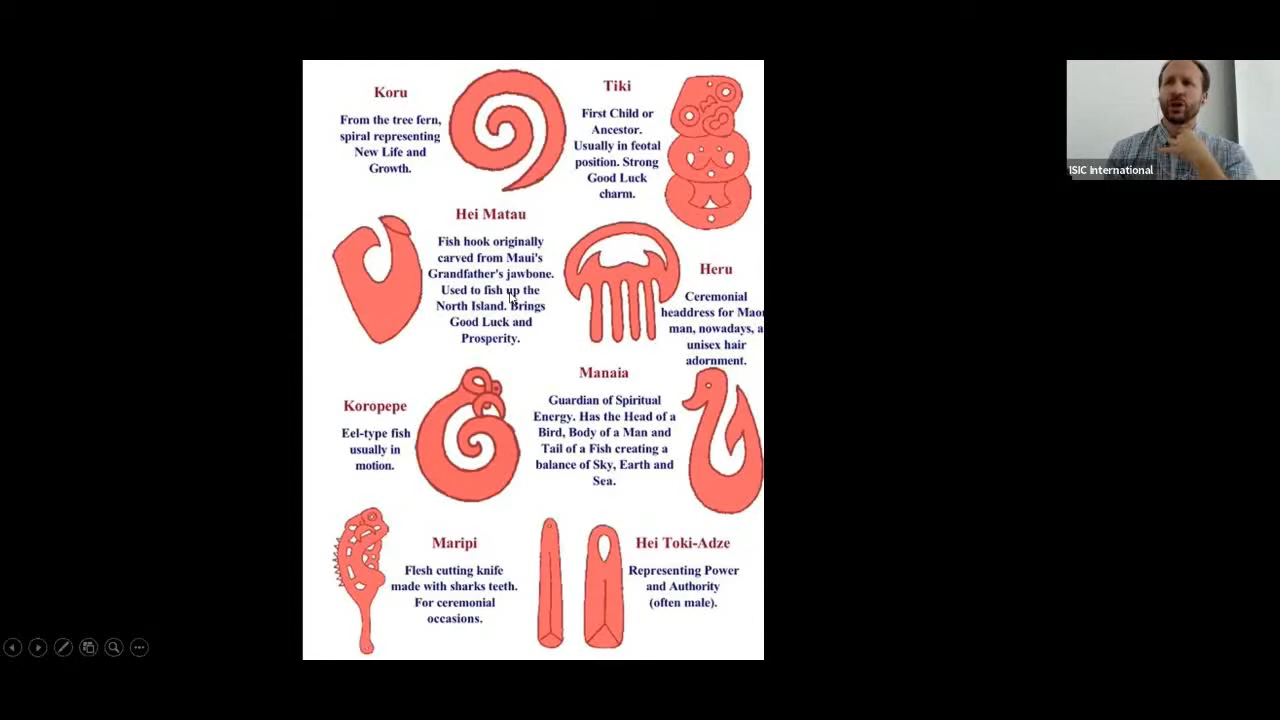 Koru
From the tree fern,
spiral representing
New Life and
Growth.
Tiki
First Child or
Ancestor.
Usually in feotal
position. Strong
Good Luck
charm.
Hei Matau
Fish hook originally
carved from Maui's
Grandfather's jawbone.
Used to fish up the
North Island. Brings
Good Luck and
Prosperity.
Heru
Ceremonial
headdress for Maor
man, nowadays, a
unisex hair
adornment.
Koropepe
Eel-type fish
usually in
motion.
Manaia
Guardian of Spiritual
Energy. Has the Head of a
Bird, Body of a Man and
Tail of a Fish creating a
balance of Sky, Earth and
Sea.
Maripi
Flesh cutting knife
made with sharks teeth.
For ceremonial
occasions.
Hei Toki-Adze
Representing Power
and Authority
(often male).
ISIC International